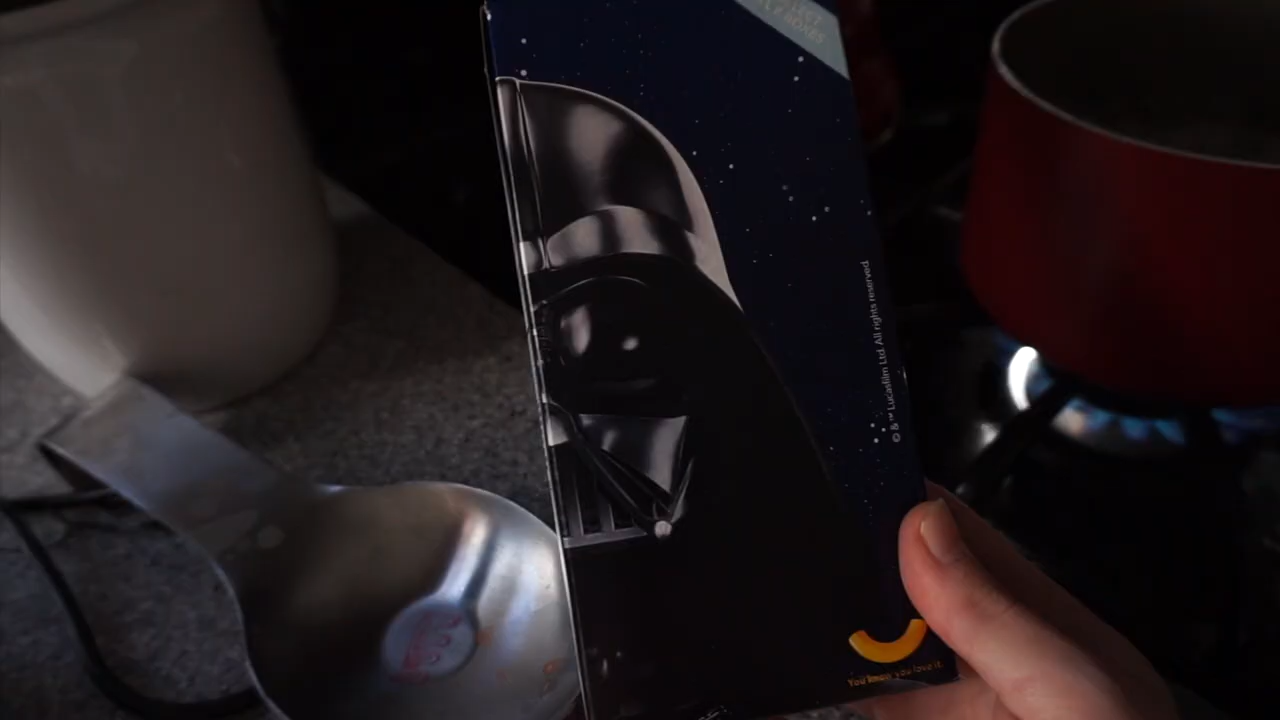 © & ™ Lucasfilm Ltd. All rights reserved.
You know you love it.